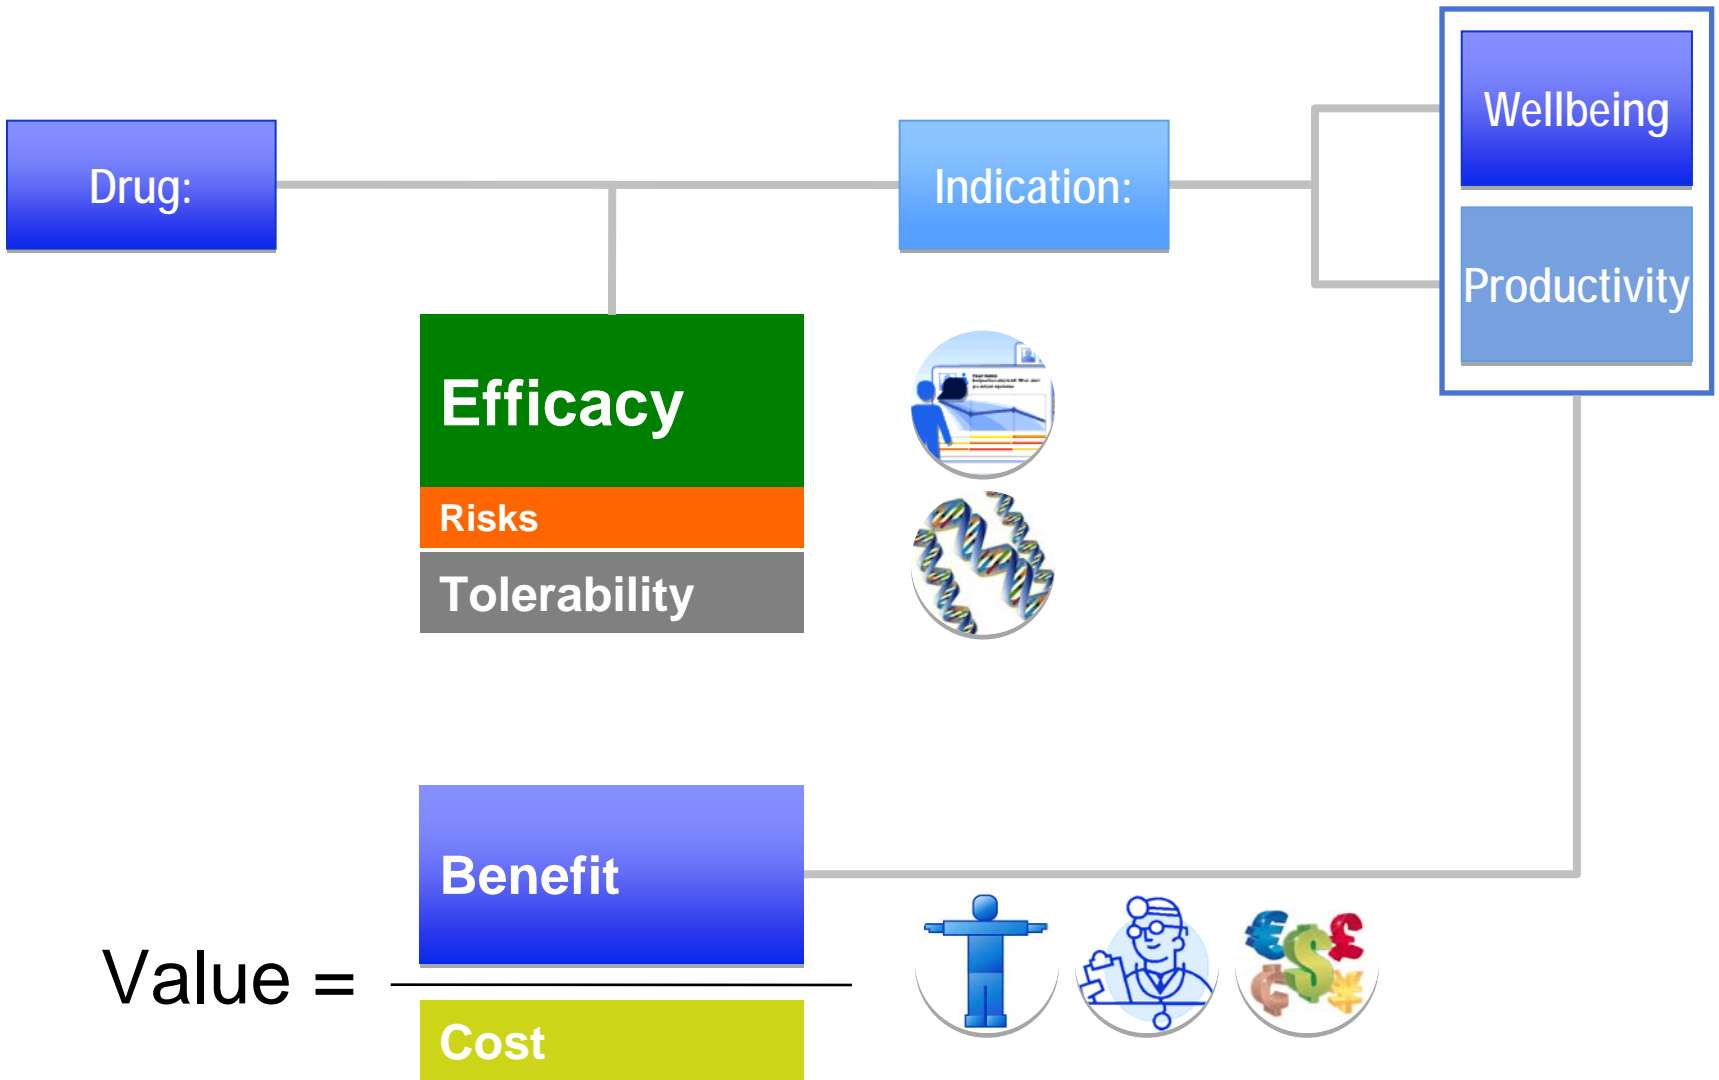 Drug:
Indication:
Wellbeing
Productivity
Efficacy
Risks
Tolerability
Benefit
Value =
Cost